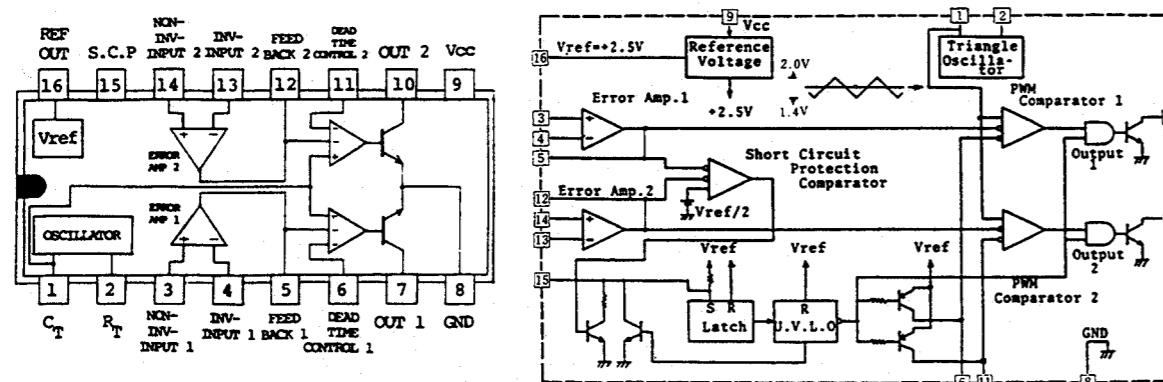 REF
OUT
S.C.P
NON-
INV-
INPUT 2
INV-
INPUT 2
FEED
BACK 2
DEAD
TIME
CONTROL 2
OUT 2
Vcc
16
15
14
13
12
11
10
9
Vref
+
-
ERROR
AMP 2
-
-
+
ERROR
AMP 1
+
-
+
-
-
OSCILLATOR
1
2
3
4
5
6
7
8
CT
RT
NON-
INV-
INPUT 1
INV-
INPUT 1
FEED
BACK 1
DEAD
TIME
CONTROL 1
OUT 1
GND
9
Vcc
1
2
16
Vref=+2.5V
Reference
Voltage
+2.5V
2.0V
1.4V
Triangle
Oscilla-
tor
PWM
Comparator 1
Error Amp.1
3
+
4
-
5
Short Circuit
Protection
Comparator
Output
1
Error Amp.2
12
Vref/2
14
+
13
-
Vref
Vref
Vref
Output
2
15
S R
Latch
R
U.V.L.O
PWM
Comparator 2
GND
6
11
8